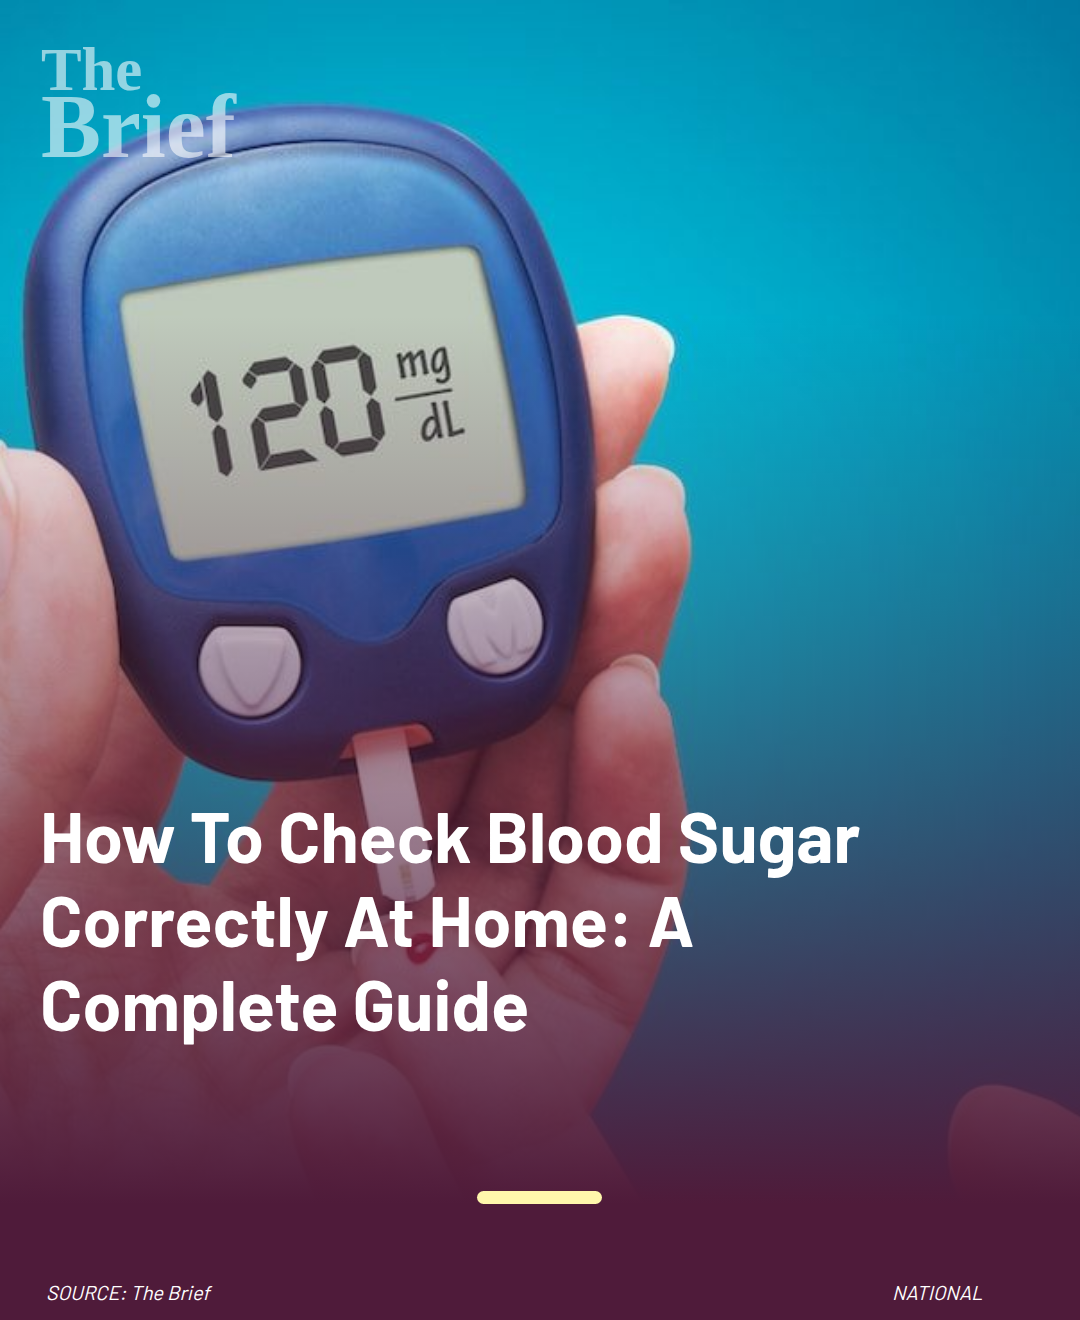 The
Brief
120 mg
dL
M
How To Check Blood Sugar
Correctly At Home: A
Complete Guide
SOURCE: The Brief
NATIONAL